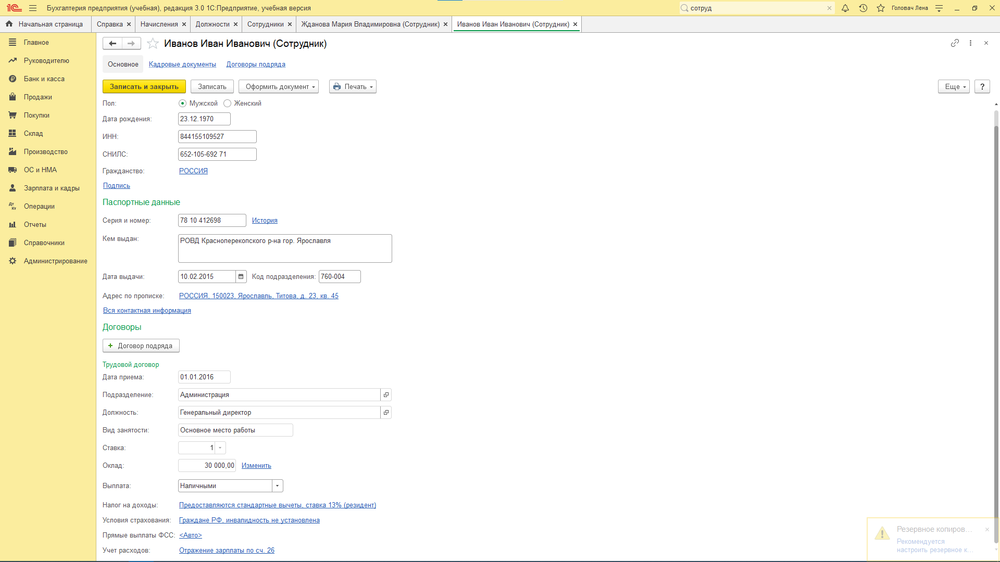 Бухгалтерия предприятия (учебная), редакция 3.0 1С:Предприятие, учебная версия
сотруд
Головач Лена
Начальная страница
Справка
Начисления
Должности
Сотрудники
Жданова Мария Владимировна (Сотрудник)
Иванов Иван Иванович (Сотрудник)
Главное
Руководителю
Банк и касса
Продажи
Покупки
Склад
Производство
ОС и НМА
Зарплата и кадры
Операции
Отчеты
Справочники
Администрирование
Иванов Иван Иванович (Сотрудник)
Основное Кадровые документы Договоры подряда
Записать и закрыть Записать Оформить документ Печать Еще ?
Пол: Мужской Женский
Дата рождения: 23.12.1970
ИНН: 844155109527
СНИЛС: 652-105-692 71
Гражданство: РОССИЯ
Подпись
Паспортные данные
Серия и номер: 78 10 412698 История
Кем выдан: РОВД Красноперекопского р-на гор. Ярославля
Дата выдачи: 10.02.2015 Код подразделения: 760-004
Адрес по прописке: РОССИЯ, 150023, Ярославль, Титова, д. 23, кв. 45
Вся контактная информация
Договоры
+ Договор подряда
Трудовой договор
Дата приема: 01.01.2016
Подразделение: Администрация
Должность: Генеральный директор
Вид занятости: Основное место работы
Ставка: 1
Оклад: 30 000,00 Изменить
Выплата: Наличными
Налог на доходы: Предоставляются стандартные вычеты, ставка 13% (резидент)
Условия страхования: Граждане РФ, инвалидность не установлена
Прямые выплаты ФСС: <Авто>
Учет расходов: Отражение зарплаты по сч. 26
Резервное копиров...
Рекомендуется
настроить резервное к...